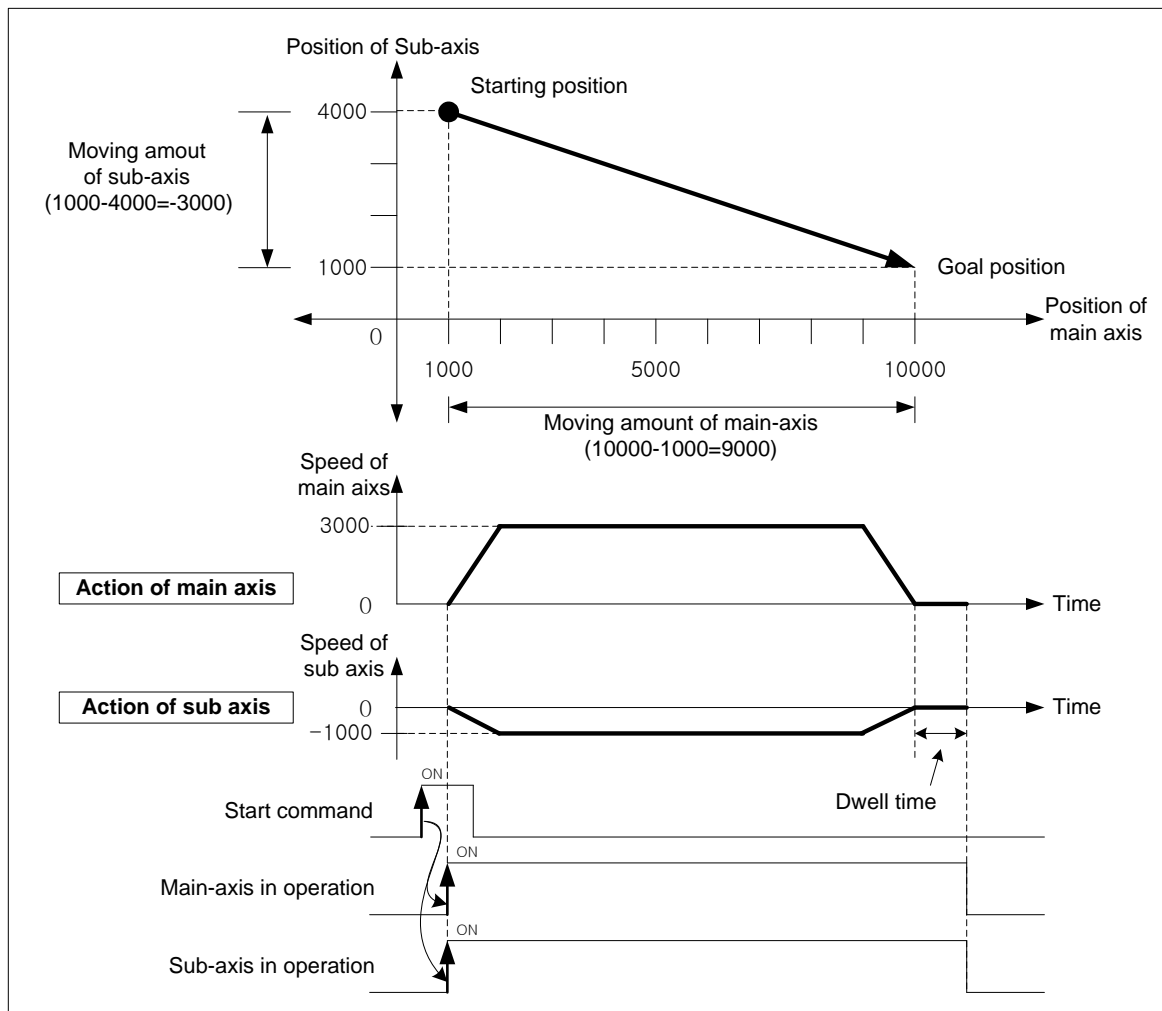 Position of Sub-axis
Starting position
4000
Moving amout
of sub-axis
(1000-4000=-3000)
1000
Goal position
Position of
main axis
0
1000
5000
10000
Moving amount of main-axis
(10000-1000=9000)
Speed of
main aixs
3000
Action of main axis
0
Time
Speed of
sub axis
Action of sub axis
0
Time
-1000
ON
Dwell time
Start command
ON
Main-axis in operation
ON
Sub-axis in operation